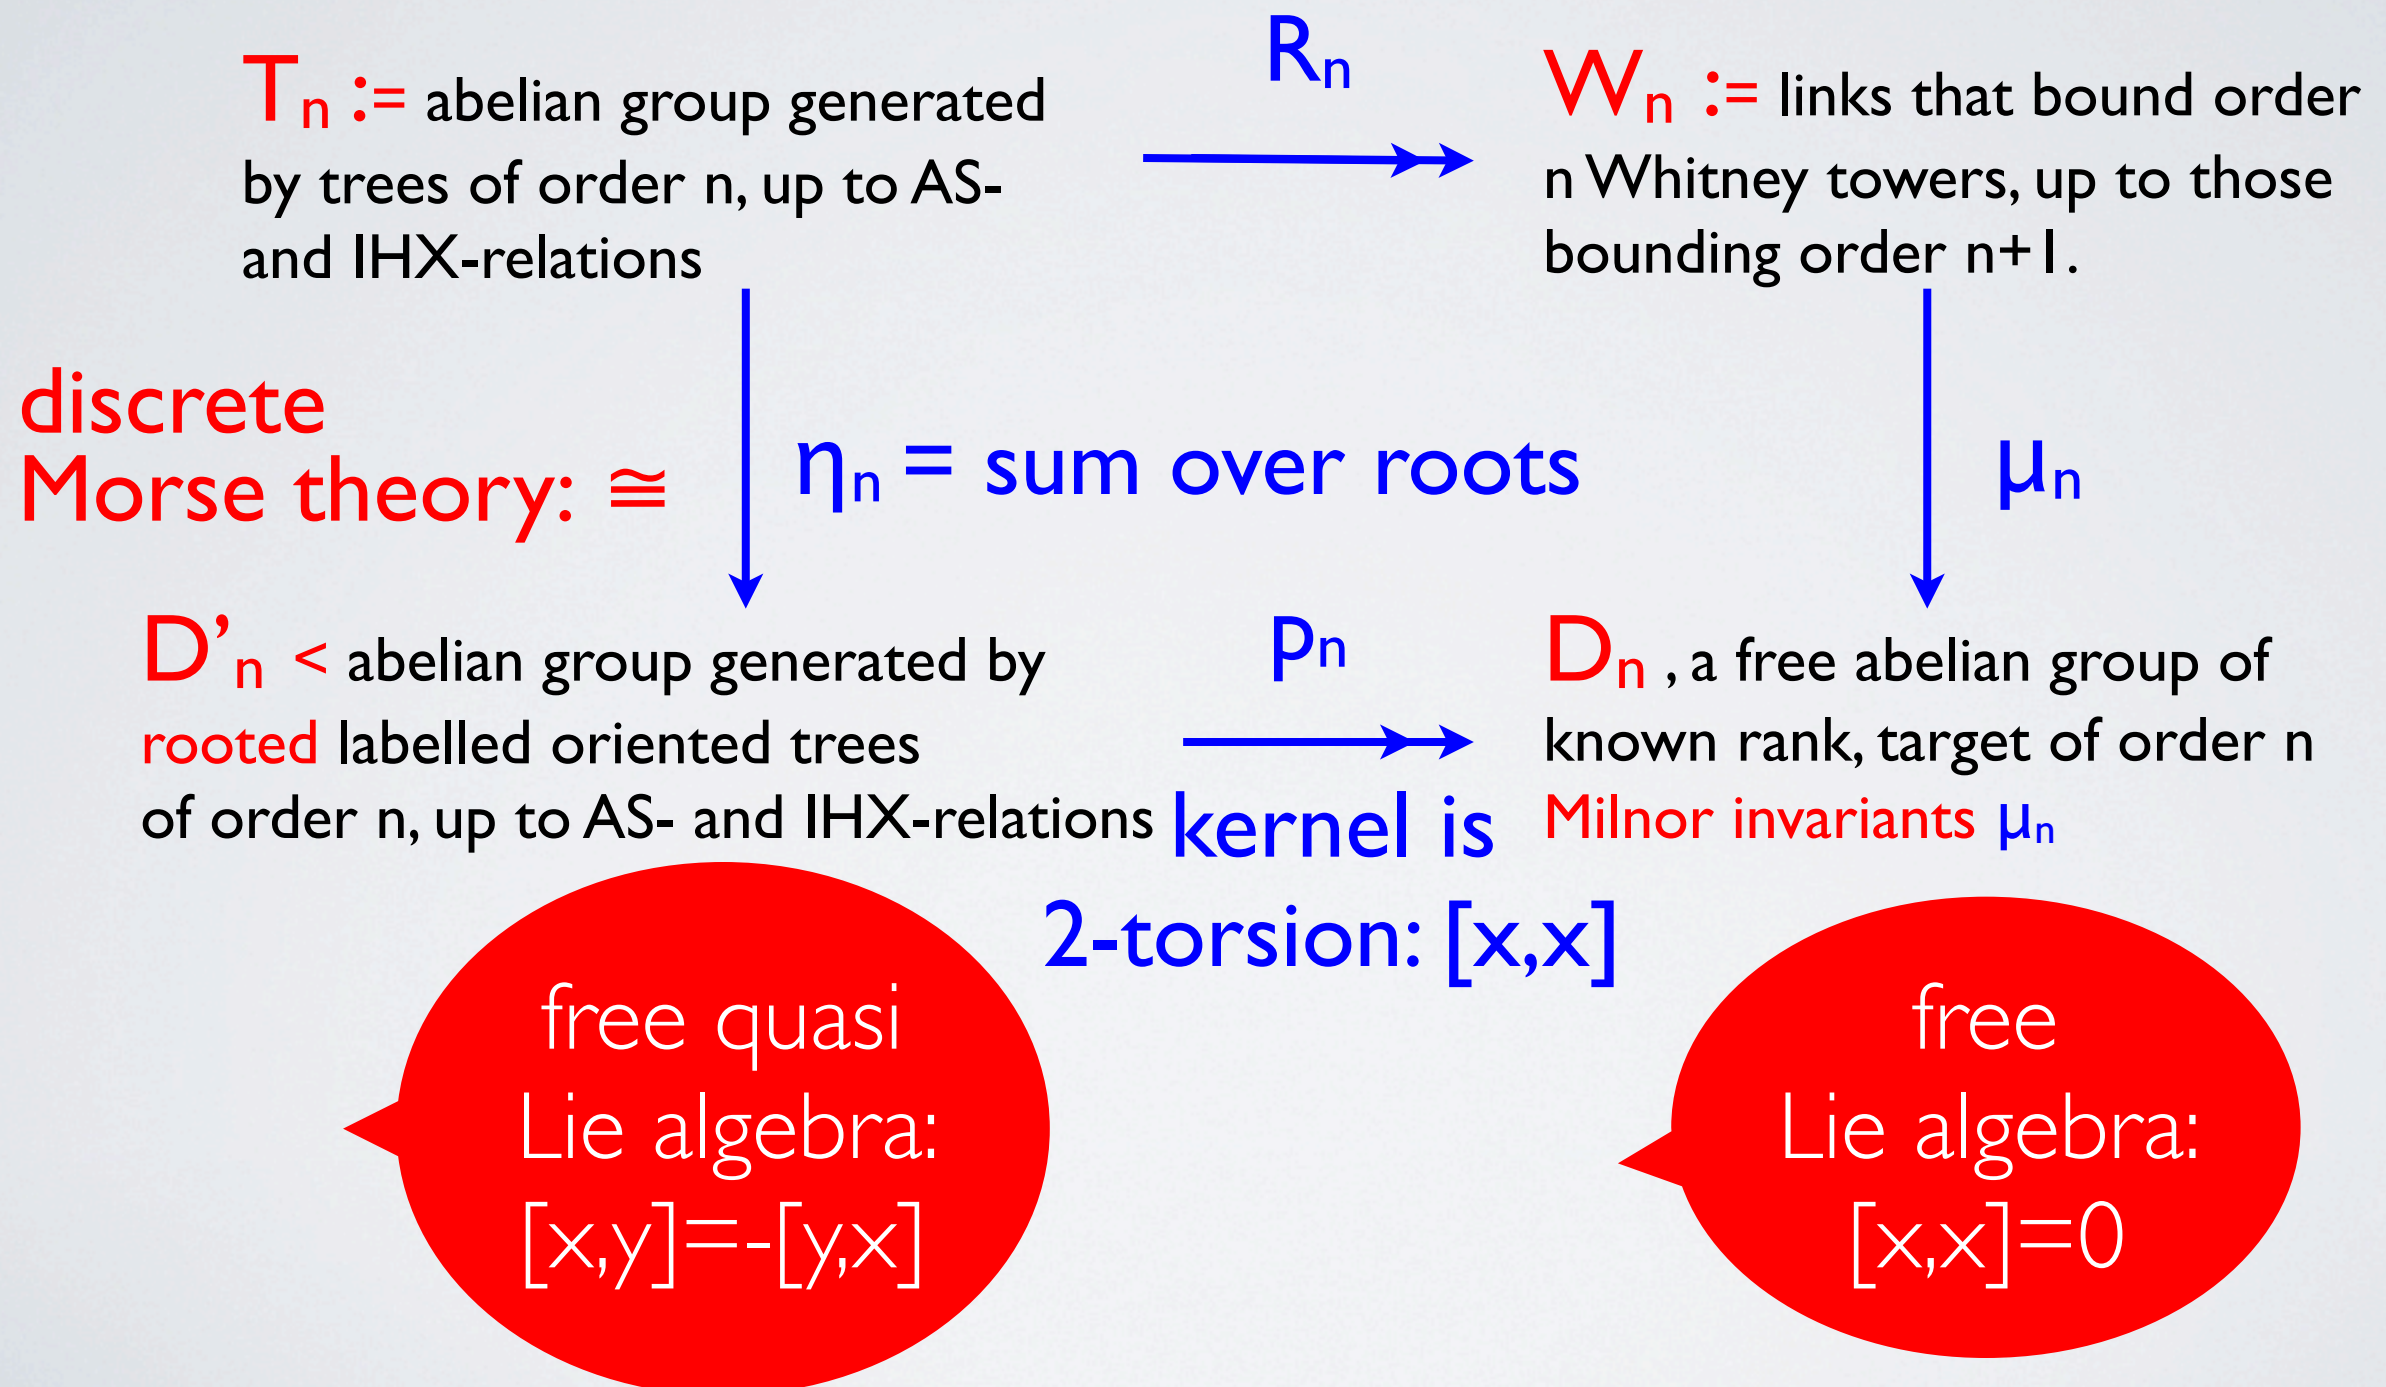 Tn := abelian group generated
by trees of order n, up to AS-
and IHX-relations
Rn
Wn := links that bound order
n Whitney towers, up to those
bounding order n+1.
discrete
Morse theory: ≅
ηn = sum over roots
μn
D’n < abelian group generated by
rooted labelled oriented trees
of order n, up to AS- and IHX-relations
pn
kernel is
2-torsion: [x,x]
Dn , a free abelian group of
known rank, target of order n
Milnor invariants μn
free quasi
Lie algebra:
[x,y]=-[y,x]
free
Lie algebra:
[x,x]=0